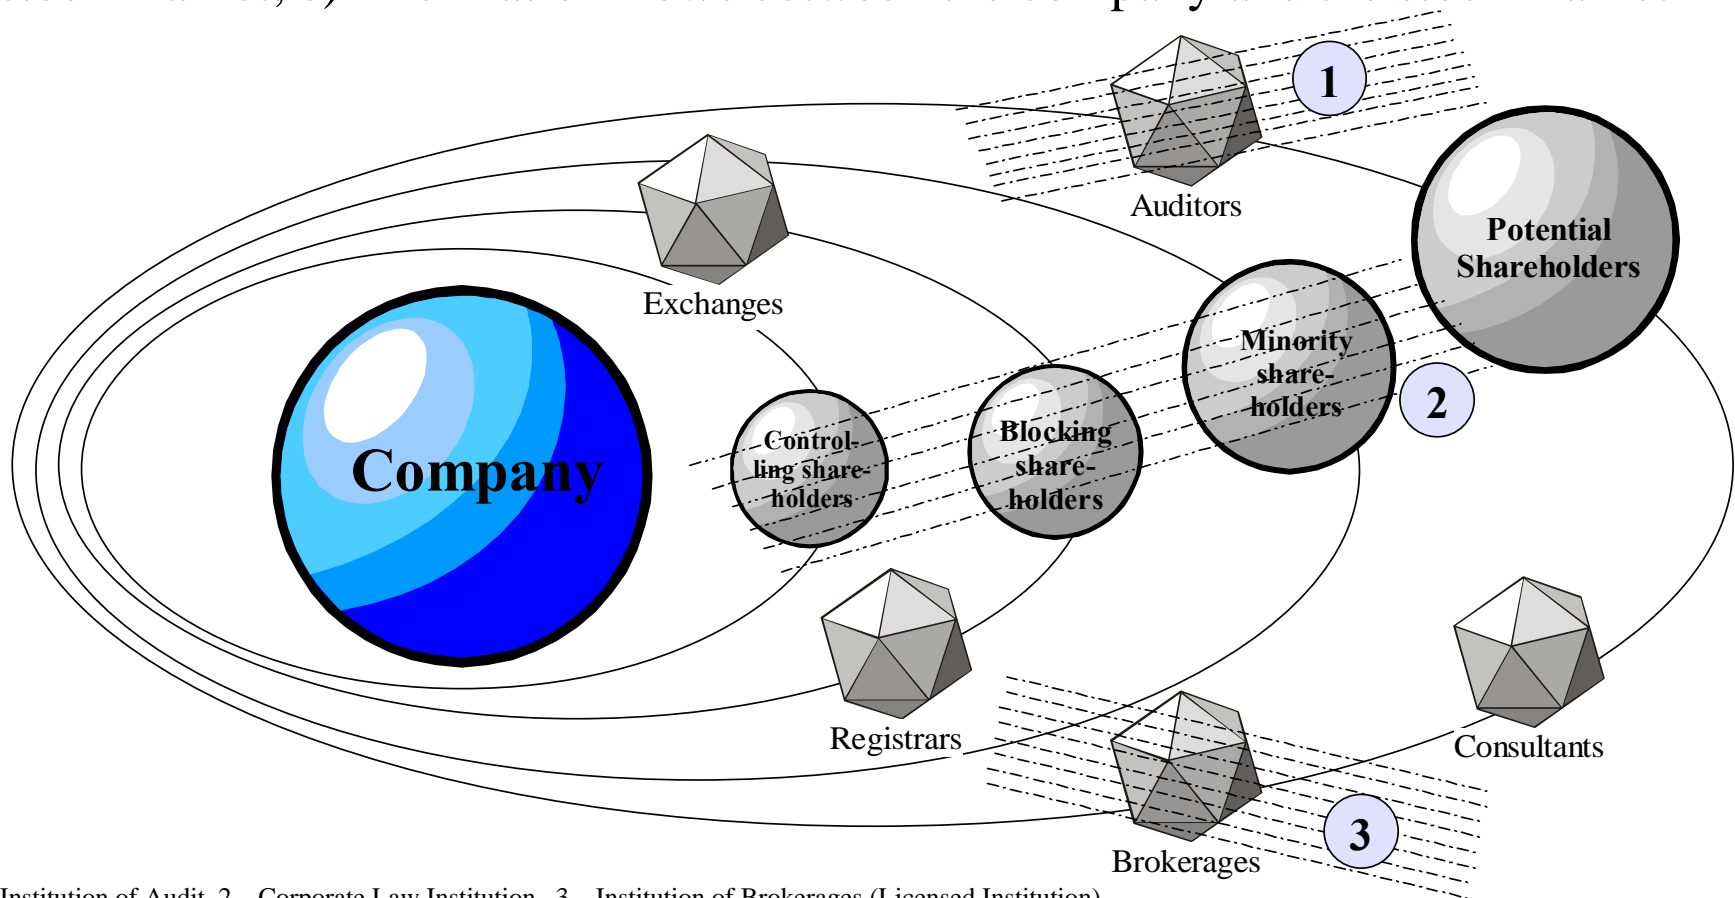 1
Auditors
Potential
Shareholders
Exchanges
Minority
share-
holders
2
Company
Control-
ling share-
holders
Blocking
share-
holders
Registrars
Consultants
3
Brokerages
Institution of Audit, 2 – Corporate Law Institution, 3 – Institution of Brokerages (Licensed Institution)